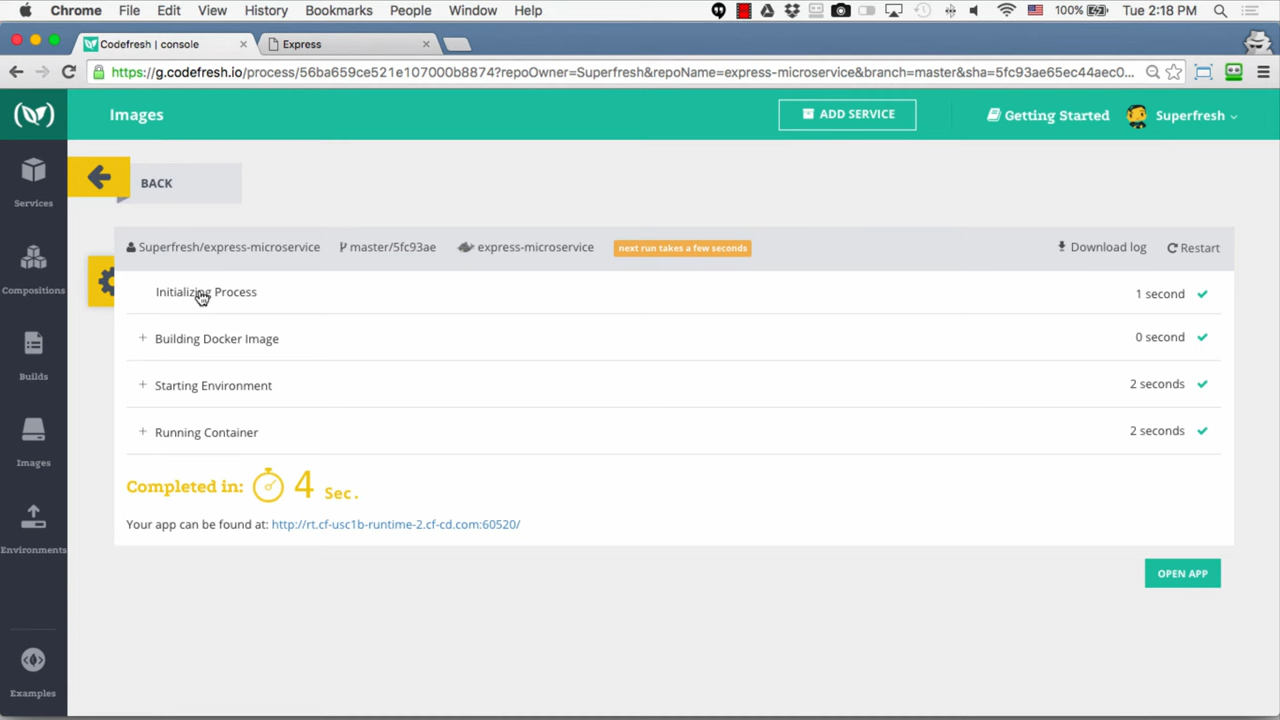 Chrome File Edit View History Bookmarks People Window Help 100% Tue 2:18 PM
Codefresh | console Express
https://g.codefresh.io/process/56ba659ce521e107000b8874?repoOwner=Superfresh&repoName=express-microservice&branch=master&sha=5fc93ae65ec44aec0...
Images ADD SERVICE Getting Started Superfresh
Services
BACK
Superfresh/express-microservice master/5fc93ae express-microservice next run takes a few seconds Download log Restart
Compositions
Initializing Process 1 second
Building Docker Image 0 second
Builds
Starting Environment 2 seconds
Running Container 2 seconds
Images
Completed in: 4 Sec.
Your app can be found at: http://rt.cf-usc1b-runtime-2.cf-cd.com:60520/
Environments
OPEN APP
Examples